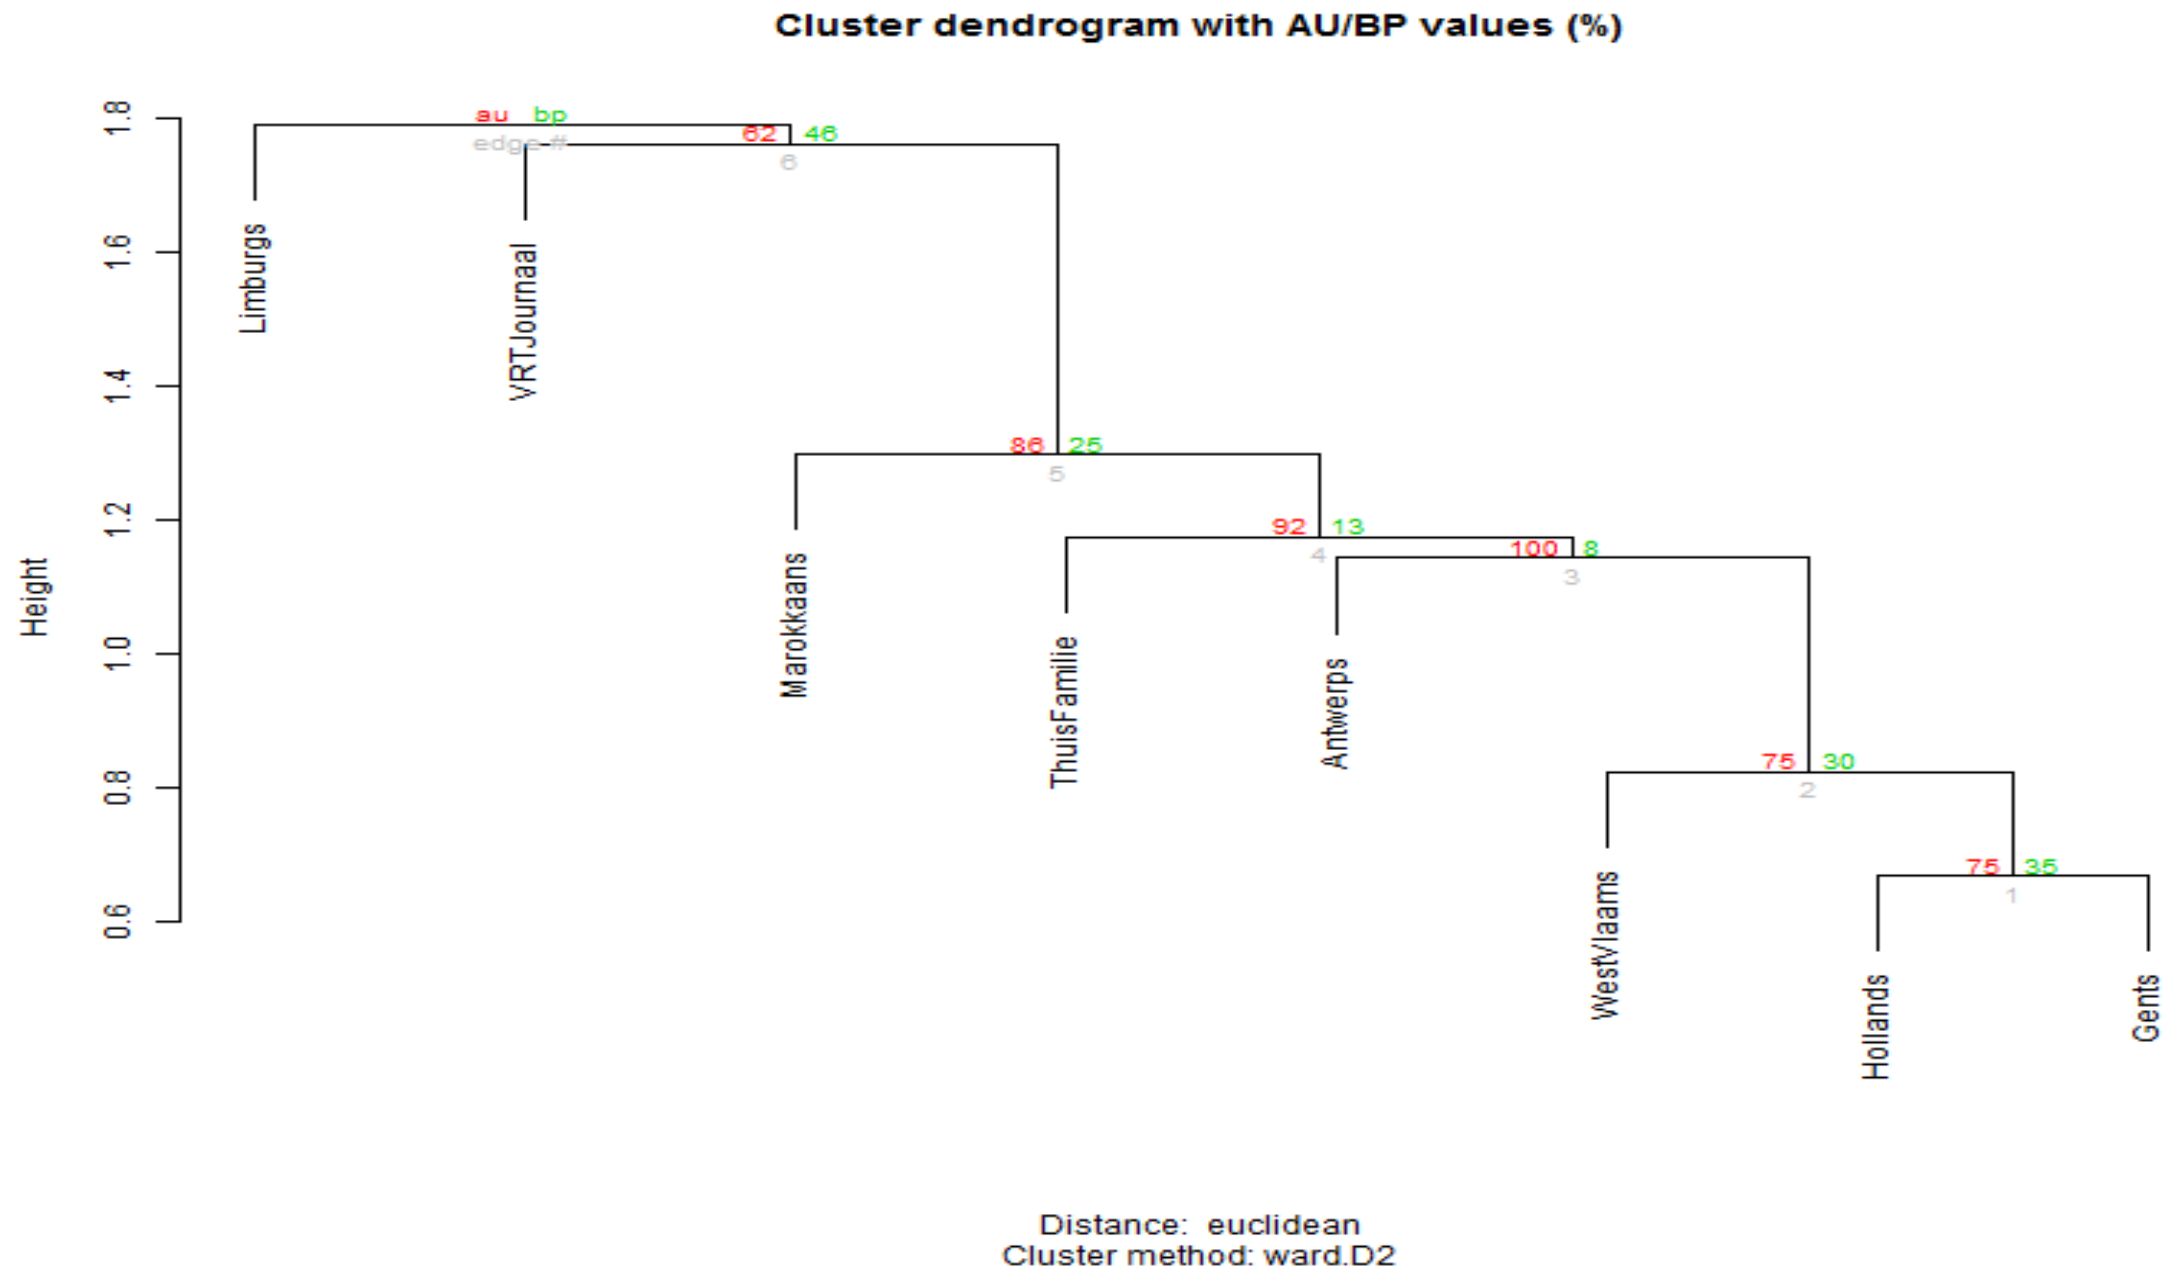 Cluster dendrogram with AU/BP values (%)
au bp
edge #
62 46
6
86 25
5
92 13
4
100 8
3
75 30
2
75 35
1
Height
1.8
1.6
1.4
1.2
1.0
0.8
0.6
Limburgs
VRTJournaal
Marokkaans
ThuisFamilie
Antwerps
WestVlaams
Hollands
Gents
Distance: euclidean
Cluster method: ward.D2